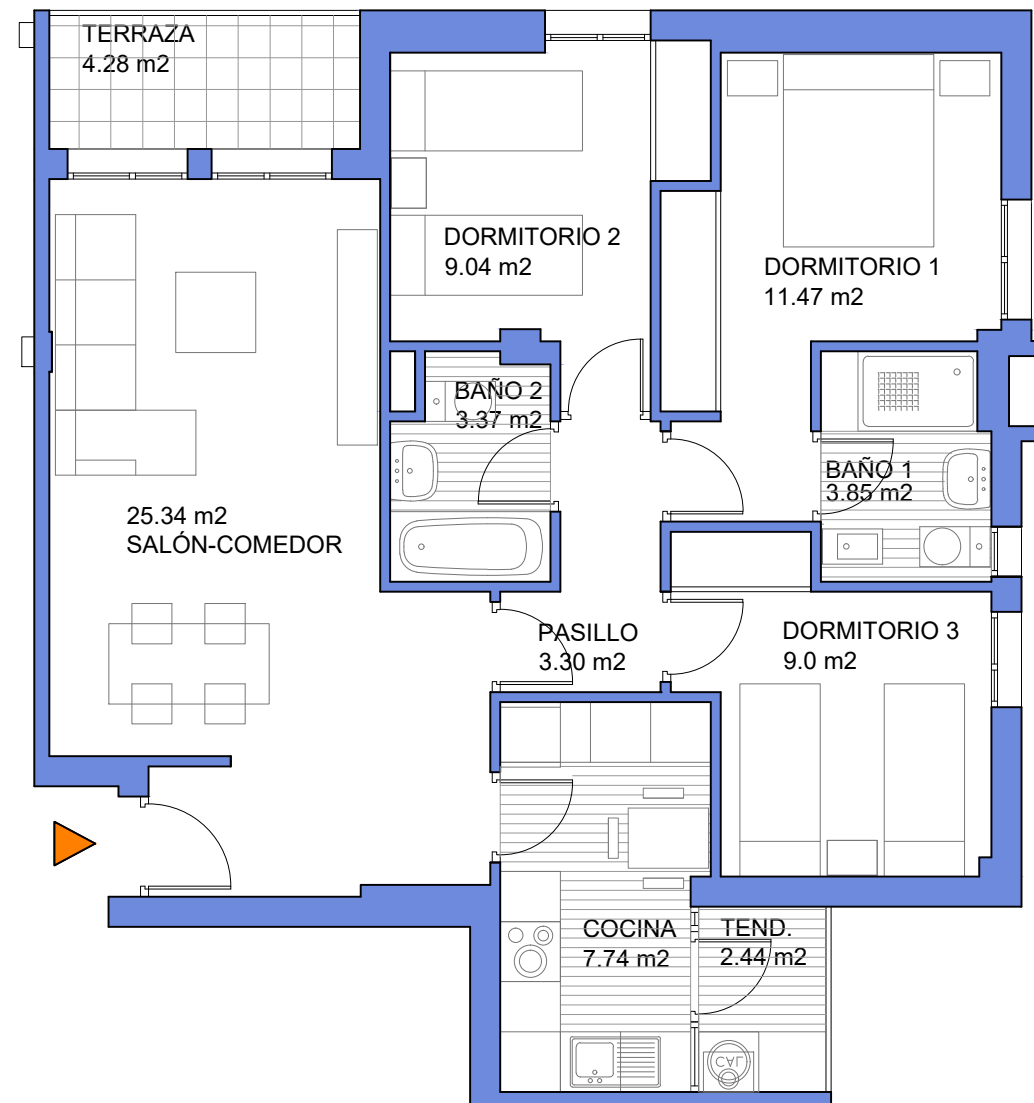 TERRAZA
4.28 m2
DORMITORIO 2
9.04 m2
DORMITORIO 1
11.47 m2
BAÑO 2
3.37 m2
BAÑO 1
3.85 m2
25.34 m2
SALÓN-COMEDOR
PASILLO
3.30 m2
DORMITORIO 3
9.0 m2
COCINA
7.74 m2
TEND.
2.44 m2
CAL